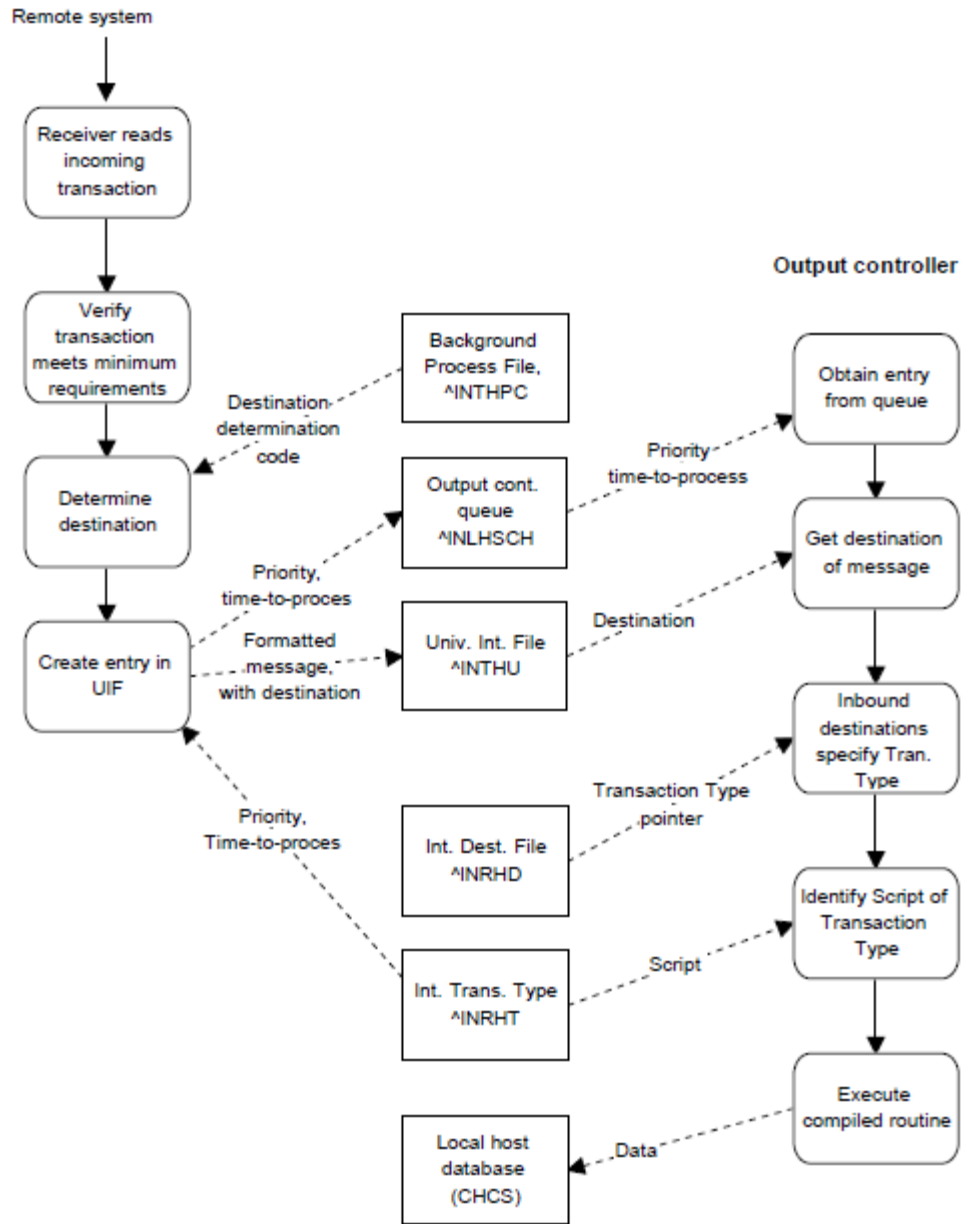 Remote system
Receiver reads
incoming
transaction
Output controller
Verify
transaction
meets minimum
requirements
Background
Process File,
^INTHPC
Obtain entry
from queue
Destination
determination
code
Priority
time-to-process
Determine
destination
Output cont.
queue
^INLHSCH
Get destination
of message
Priority,
time-to-proces
Destination
Create entry in
UIF
Formatted
message,
with destination
Univ. Int. File
^INTHU
Inbound
destinations
specify Tran.
Type
Priority,
Time-to-proces
Transaction Type
pointer
Int. Dest. File
^INRHD
Identify Script of
Transaction
Type
Script
Int. Trans. Type
^INRHT
Execute
compiled routine
Data
Local host
database
(CHCS)